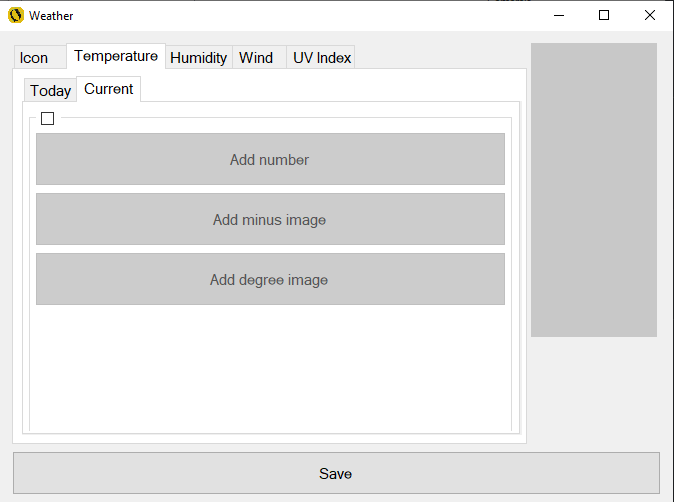 Weather
Icon Temperature Humidity Wind UV Index
Today Current
Add number
Add minus image
Add degree image
Save